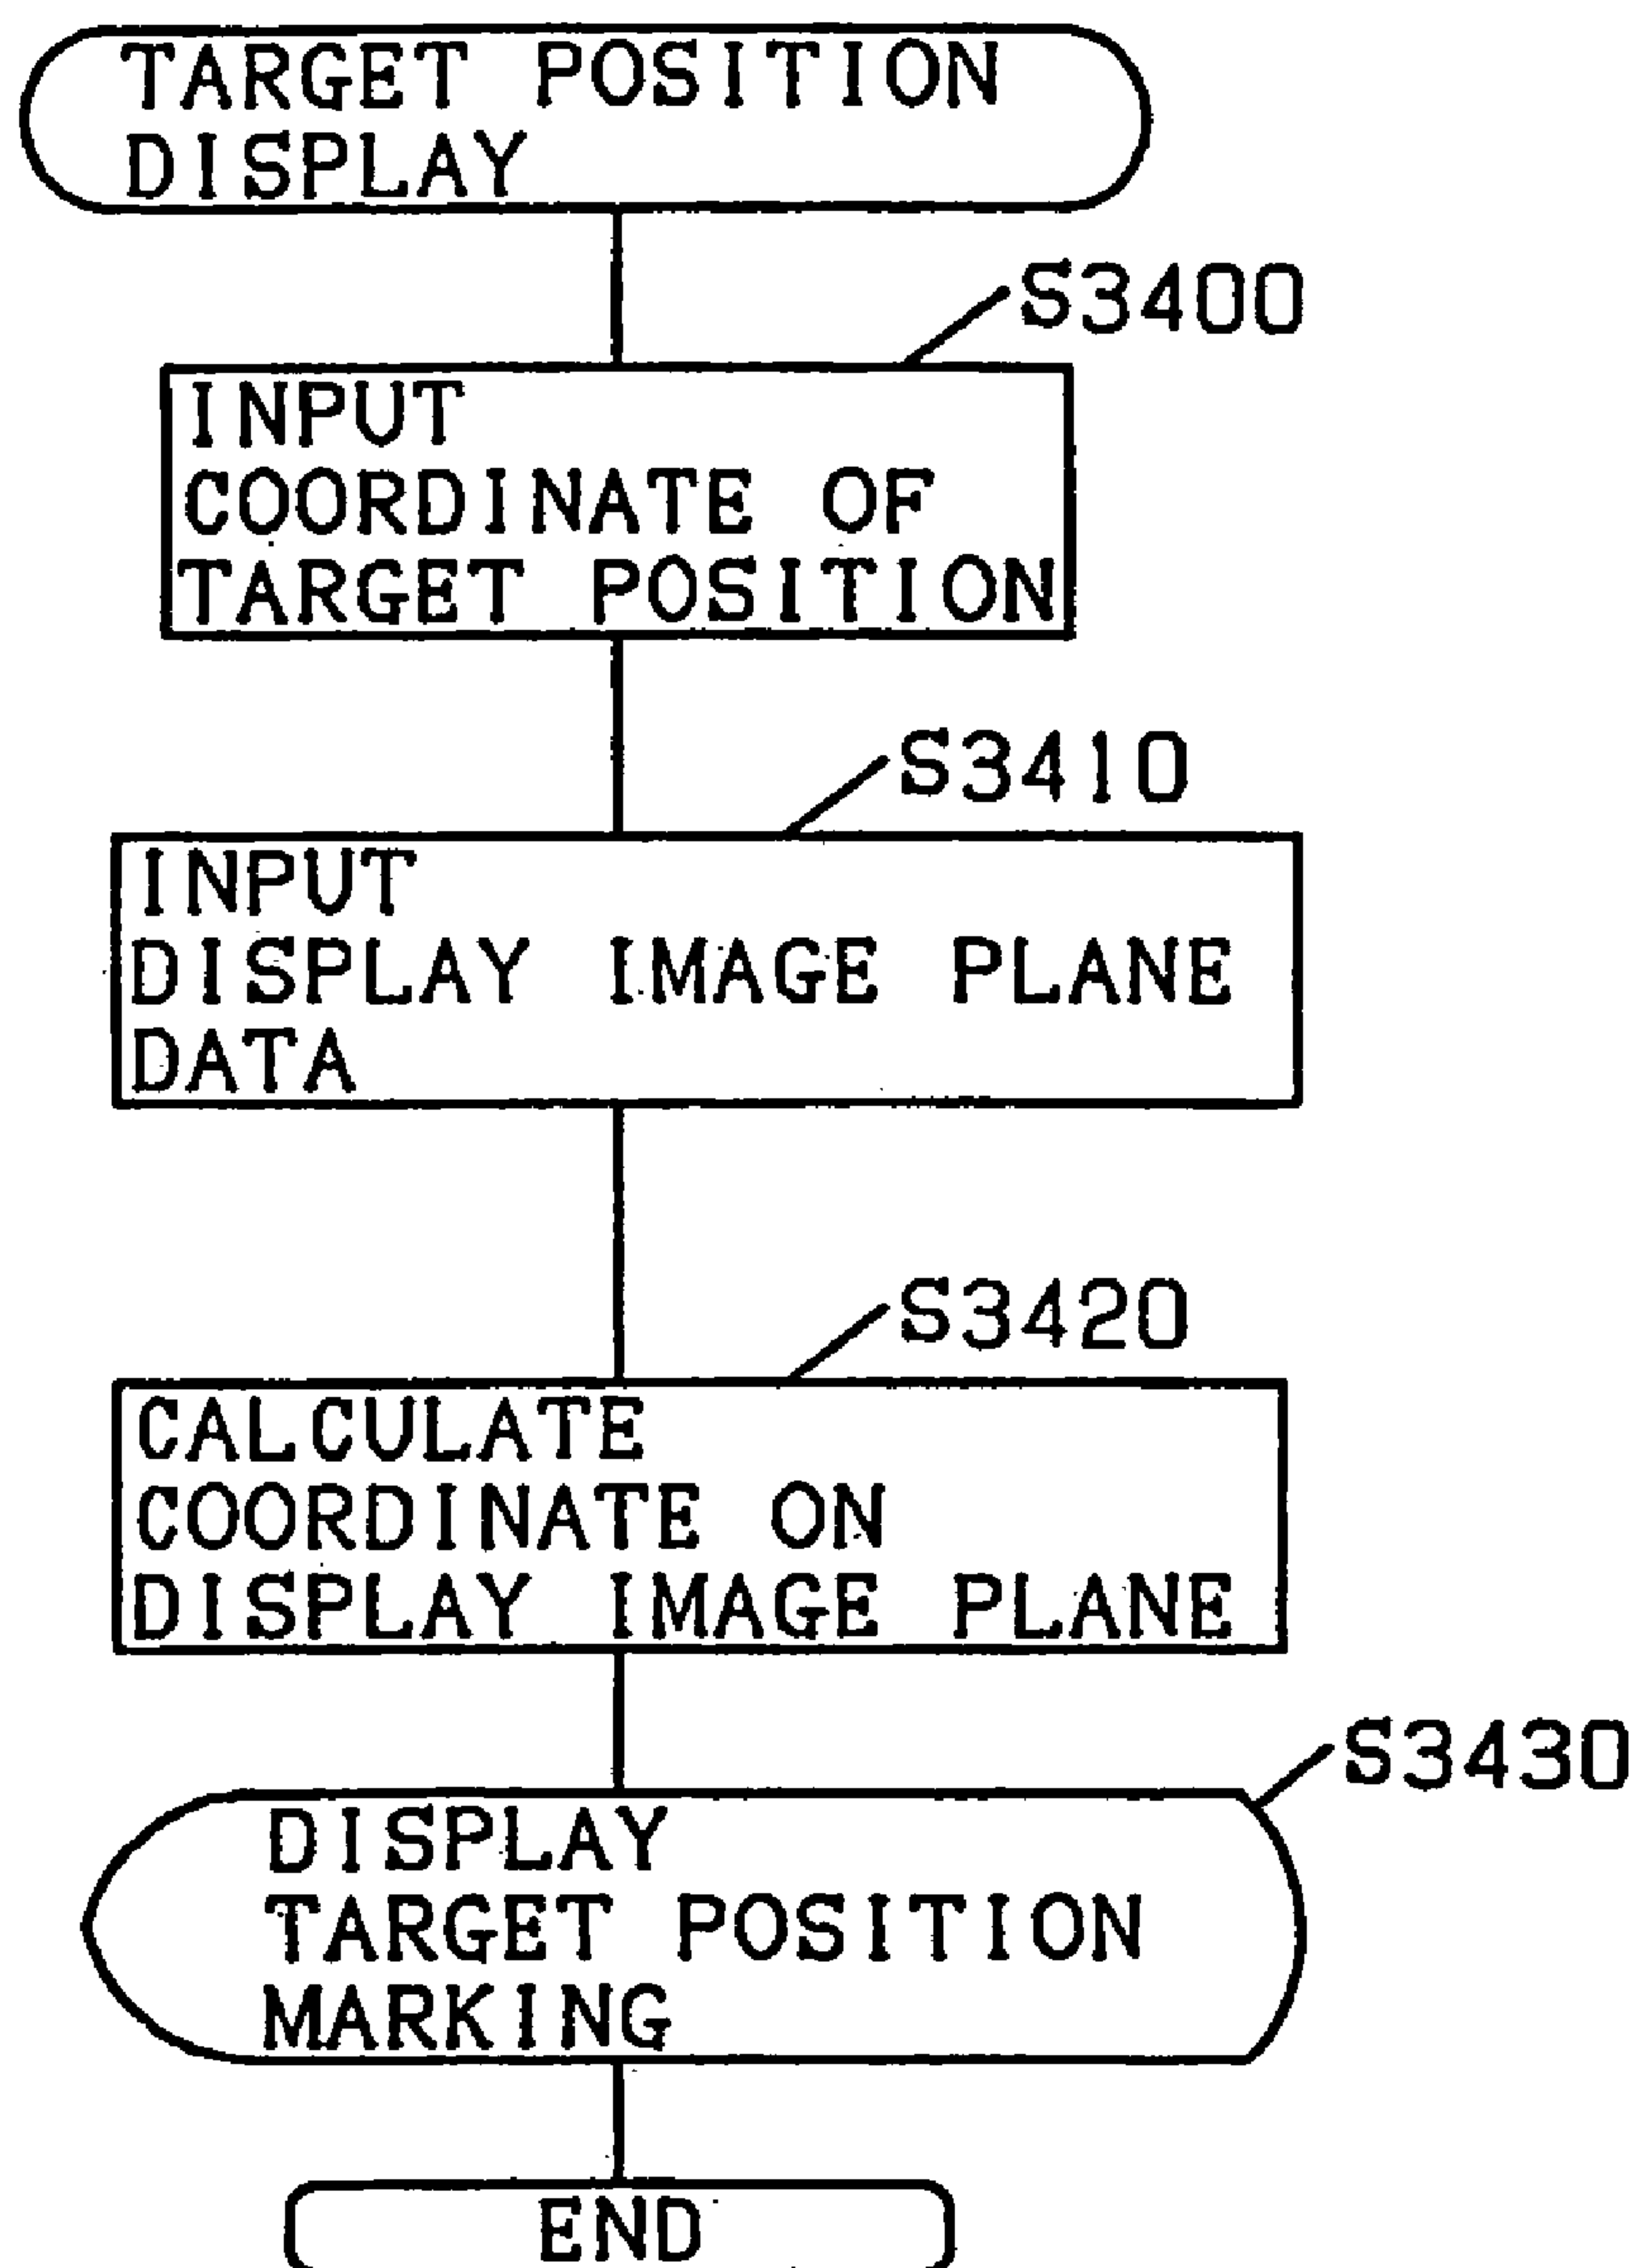 TARGET POSITION
DISPLAY
S3400
INPUT
COORDINATE OF
TARGET POSITION
S3410
INPUT
DISPLAY IMAGE PLANE
DATA
S3420
CALCULATE
COORDINATE ON
DISPLAY IMAGE PLANE
S3430
DISPLAY
TARGET POSITION
MARKING
END